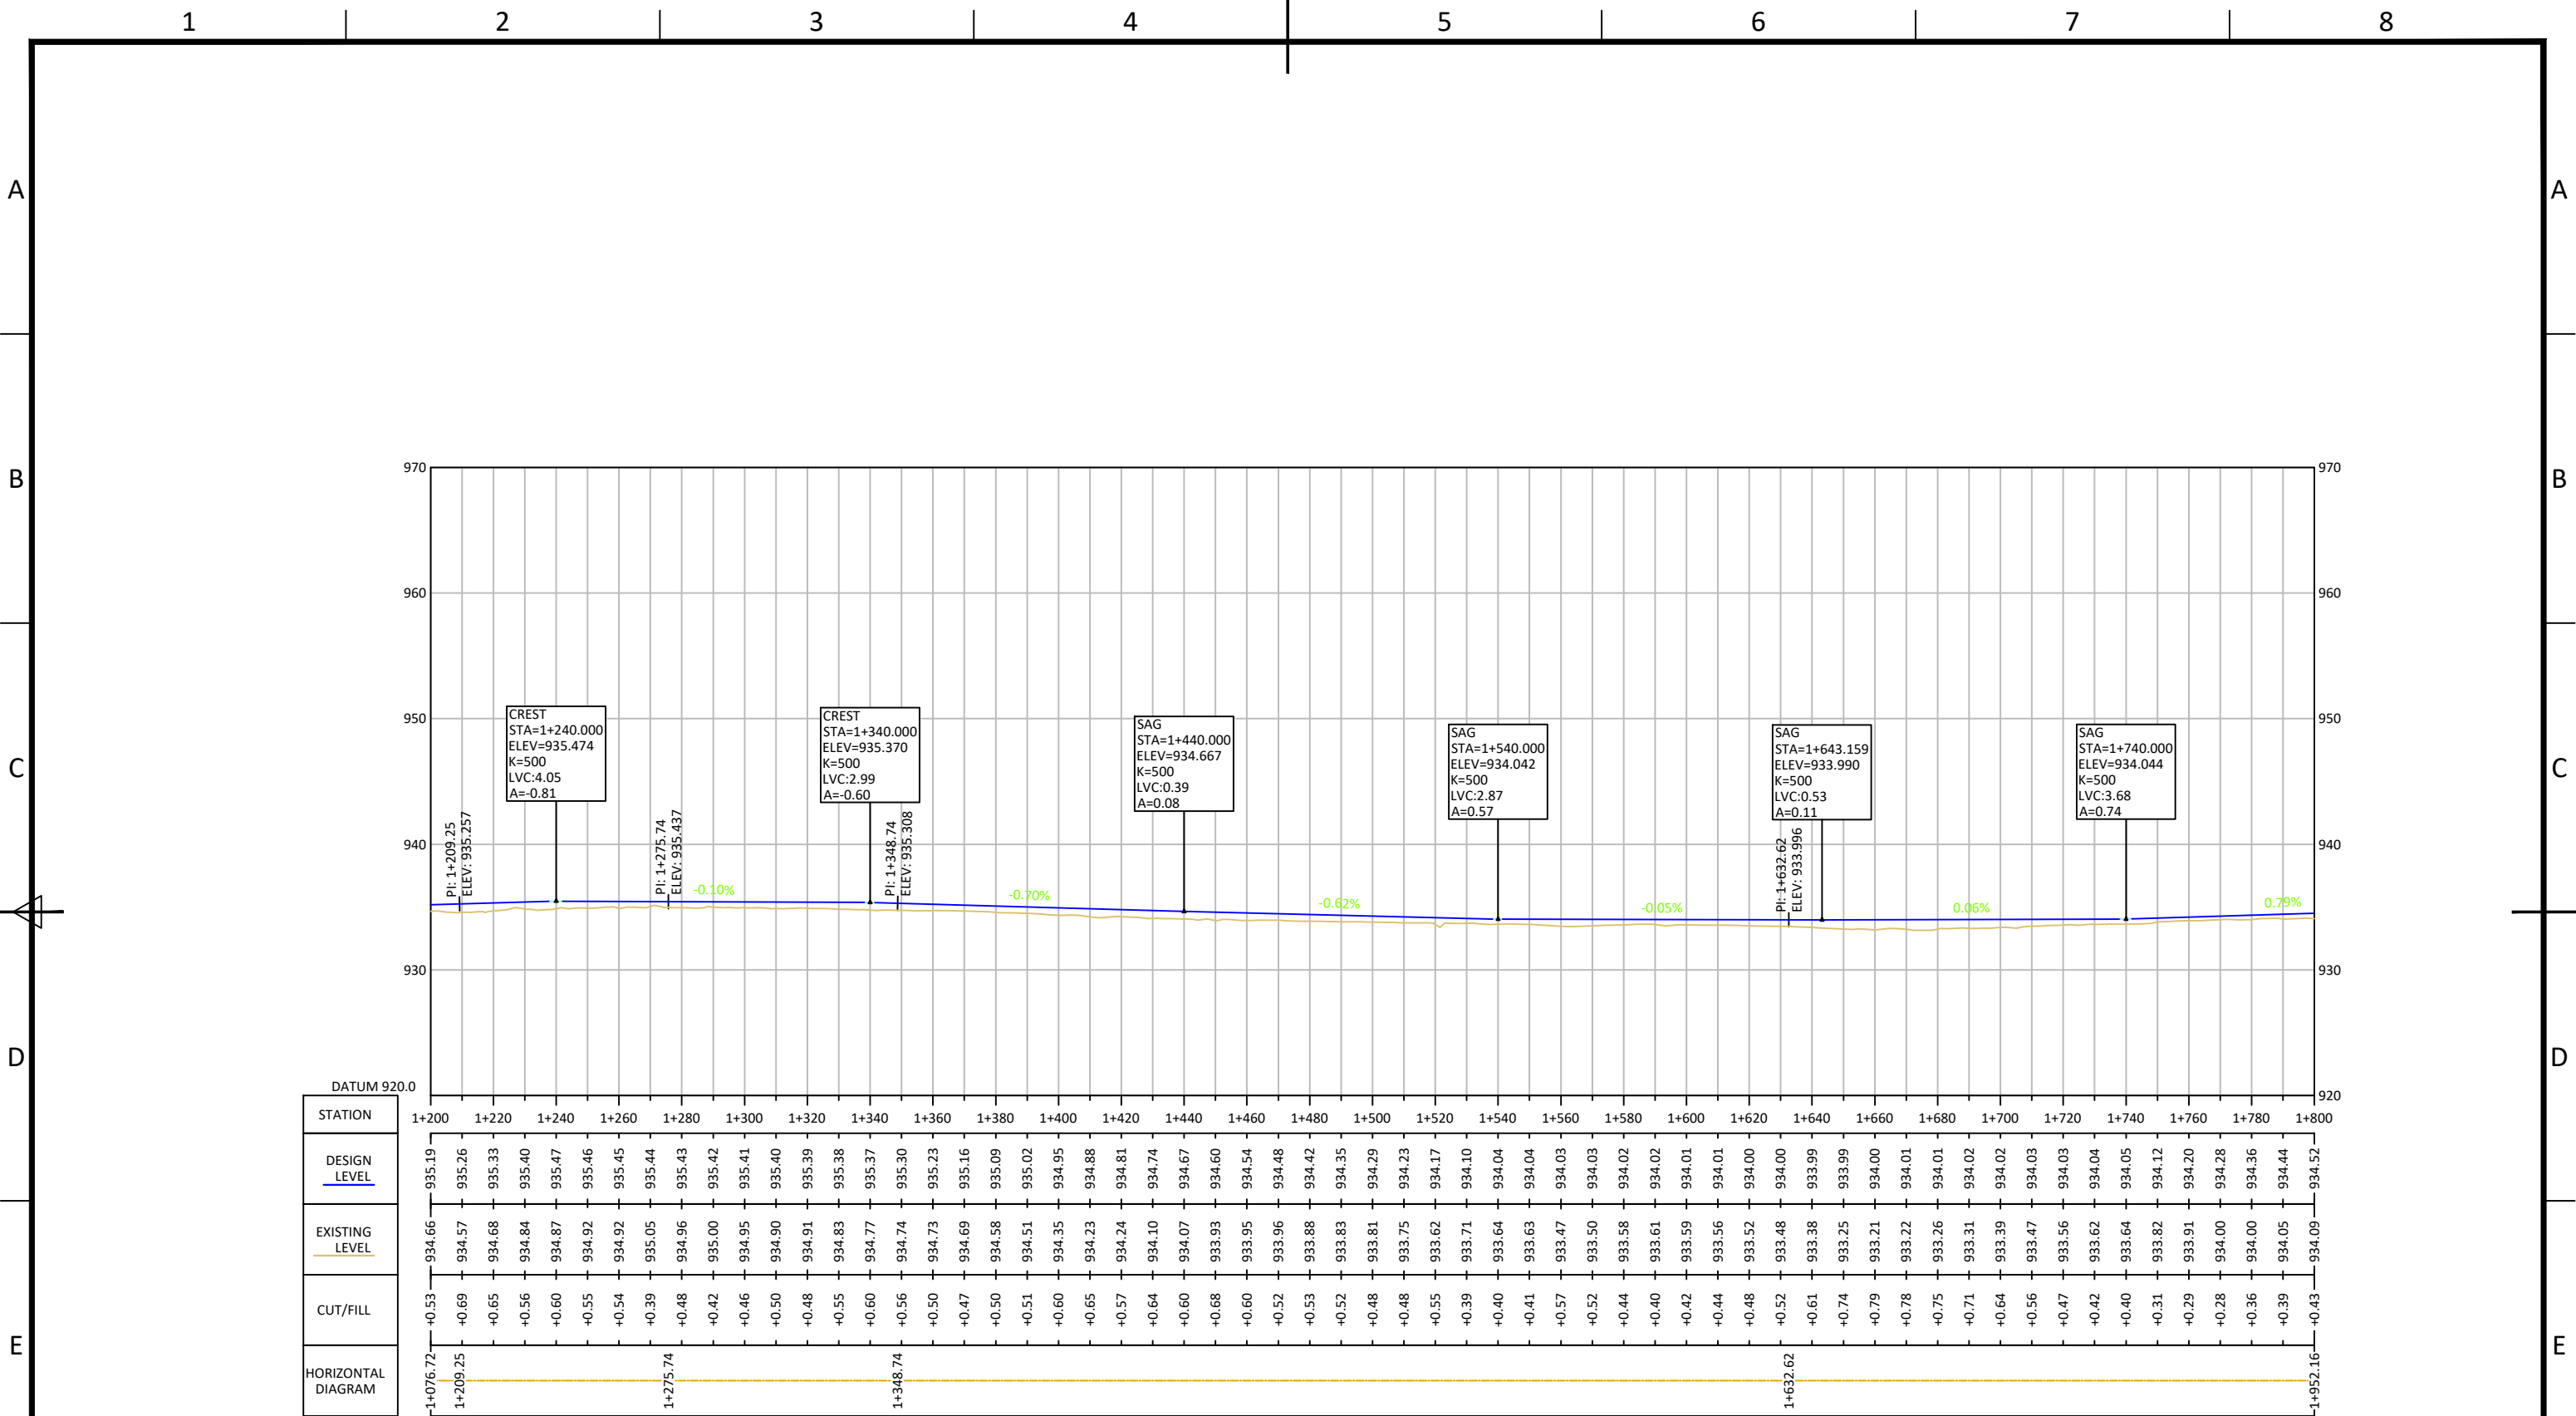 1 2 3 4 5 6 7 8
A A
B B
C C
D D
E E
970 970
960 960
950 950
940 940
930 930
920
CREST
STA=1+240.000
ELEV=935.474
K=500
LVC:4.05
A=-0.81
CREST
STA=1+340.000
ELEV=935.370
K=500
LVC:2.99
A=-0.60
SAG
STA=1+440.000
ELEV=934.667
K=500
LVC:0.39
A=0.08
SAG
STA=1+540.000
ELEV=934.042
K=500
LVC:2.87
A=0.57
SAG
STA=1+643.159
ELEV=933.990
K=500
LVC:0.53
A=0.11
SAG
STA=1+740.000
ELEV=934.044
K=500
LVC:3.68
A=0.74
PI: 1+209.25
ELEV: 935.257
PI: 1+275.74
ELEV: 935.437
PI: 1+348.74
ELEV: 935.308
PI: 1+632.62
ELEV: 933.996
-0.10% -0.70% -0.62% -0.05% 0.06% 0.79%
DATUM 920.0
STATION 1+200 1+220 1+240 1+260 1+280 1+300 1+320 1+340 1+360 1+380 1+400 1+420 1+440 1+460 1+480 1+500 1+520 1+540 1+560 1+580 1+600 1+620 1+640 1+660 1+680 1+700 1+720 1+740 1+760 1+780 1+800
DESIGN
LEVEL
935.19 935.26 935.33 935.40 935.47 935.46 935.45 935.44 935.43 935.42 935.41 935.40 935.39 935.38 935.37 935.30 935.23 935.16 935.09 935.02 934.95 934.88 934.81 934.74 934.67 934.60 934.54 934.48 934.42 934.35 934.29 934.23 934.17 934.10 934.04 934.04 934.03 934.03 934.02 934.02 934.01 934.01 934.00 934.00 933.99 933.99 934.00 934.01 934.01 934.02 934.02 934.03 934.03 934.04 934.05 934.12 934.20 934.28 934.36 934.44 934.52
EXISTING
LEVEL
934.66 934.57 934.68 934.84 934.87 934.92 934.92 935.05 934.96 935.00 934.95 934.90 934.91 934.83 934.77 934.74 934.73 934.69 934.58 934.51 934.35 934.23 934.24 934.10 934.07 933.93 933.95 933.96 933.88 933.83 933.81 933.75 933.62 933.71 933.64 933.63 933.47 933.50 933.58 933.61 933.59 933.56 933.52 933.48 933.38 933.25 933.21 933.22 933.26 933.31 933.39 933.47 933.56 933.62 933.64 933.82 933.91 934.00 934.00 934.05 934.09
CUT/FILL
+0.53 +0.69 +0.65 +0.56 +0.60 +0.55 +0.54 +0.39 +0.48 +0.42 +0.46 +0.50 +0.48 +0.55 +0.60 +0.56 +0.50 +0.47 +0.50 +0.51 +0.60 +0.65 +0.57 +0.64 +0.60 +0.68 +0.60 +0.52 +0.53 +0.52 +0.48 +0.48 +0.55 +0.39 +0.40 +0.41 +0.57 +0.52 +0.44 +0.40 +0.42 +0.44 +0.48 +0.52 +0.61 +0.74 +0.79 +0.78 +0.75 +0.71 +0.64 +0.56 +0.47 +0.42 +0.40 +0.31 +0.29 +0.28 +0.36 +0.39 +0.43
HORIZONTAL
DIAGRAM
1+076.72 1+209.25 1+275.74 1+348.74 1+632.62 1+952.16